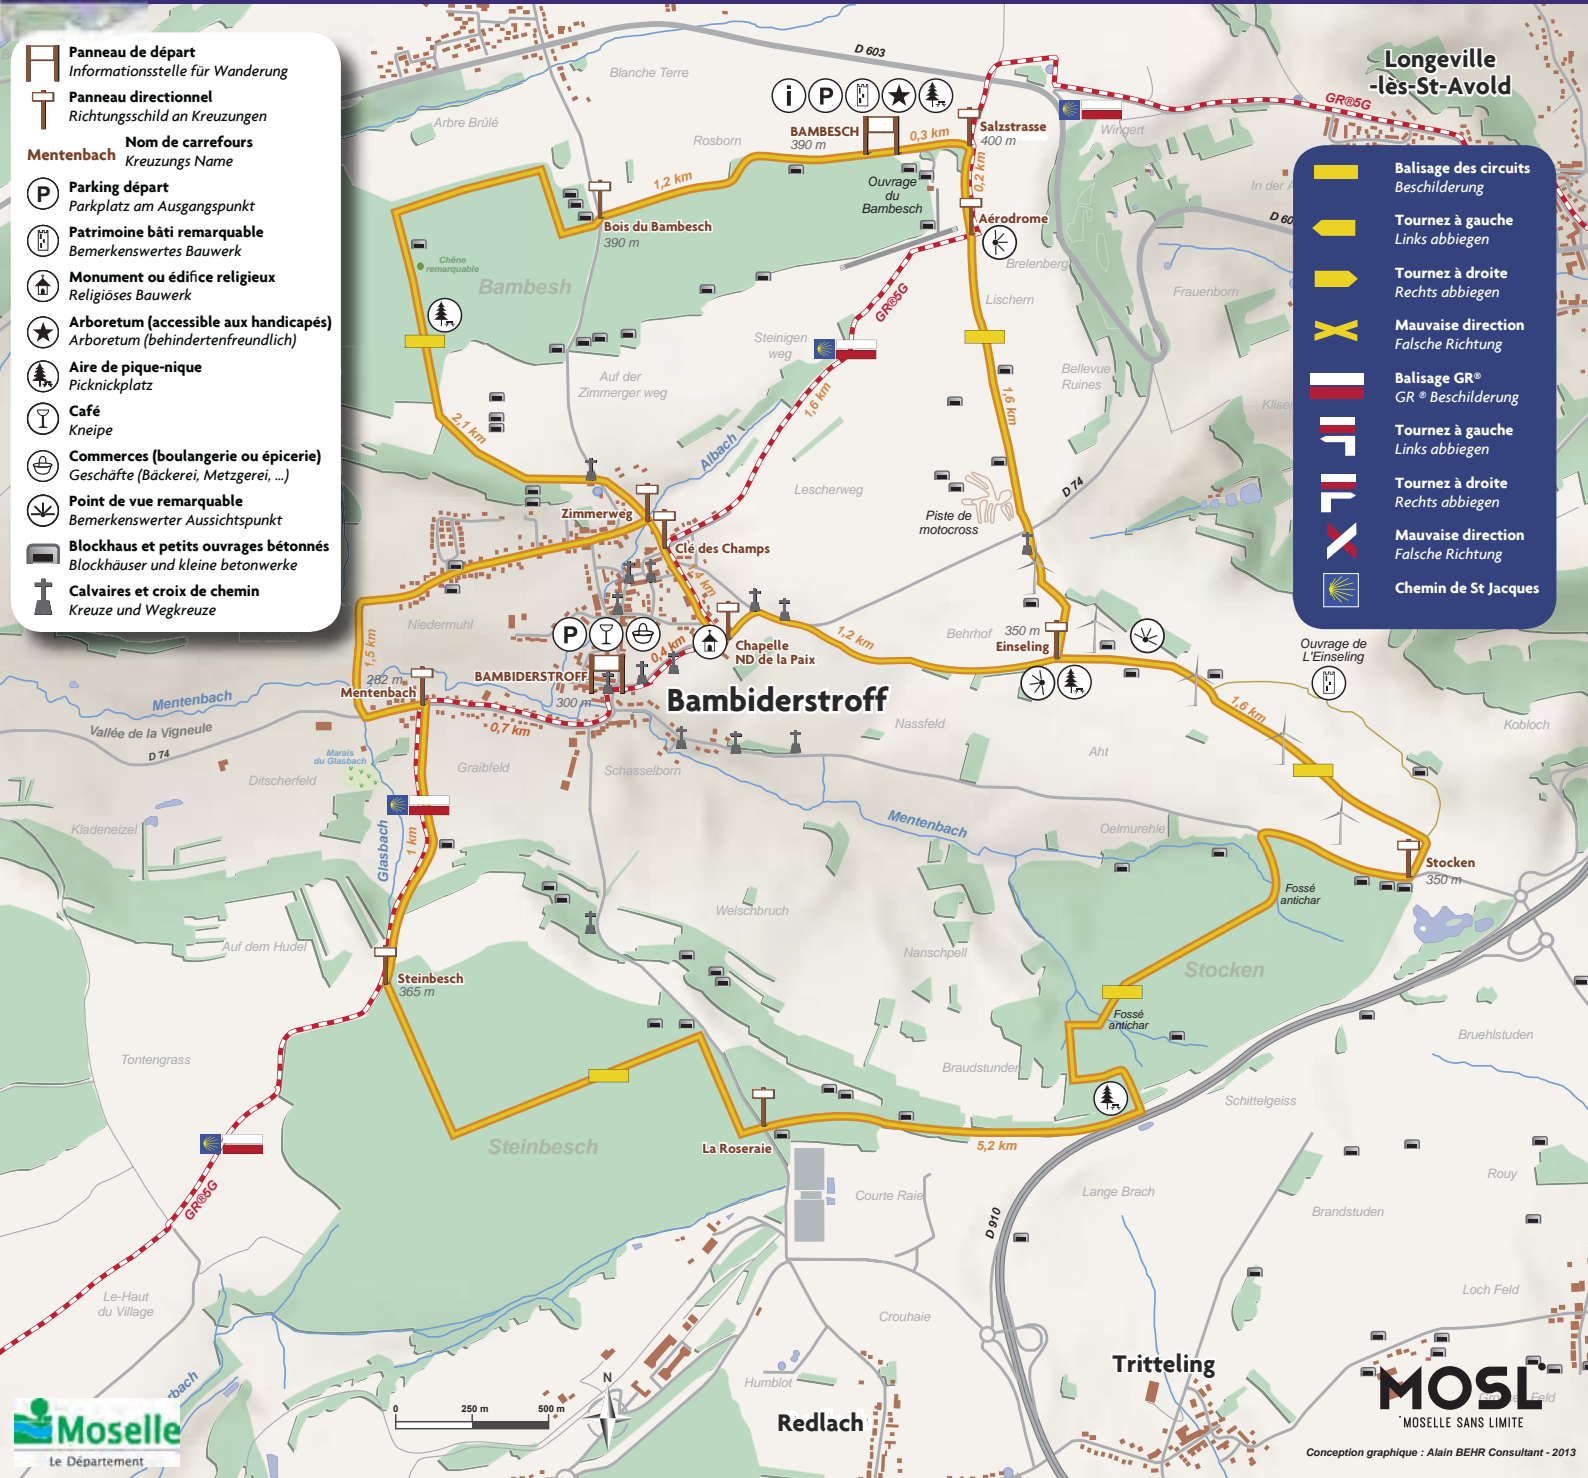 Panneau de départ
Informationsstelle für Wanderung
Panneau directionnel
Richtungsschild an Kreuzungen
Mentenbach
Nom de carrefours
Kreuzungs Name
P
Parking départ
Parkplatz am Ausgangspunkt
Patrimoine bâti remarquable
Bemerkenswertes Bauwerk
Monument ou édifice religieux
Religiöses Bauwerk
Arboretum (accessible aux handicapés)
Arboretum (behindertenfreundlich)
Aire de pique-nique
Picknickplatz
Café
Kneipe
Commerces (boulangerie ou épicerie)
Geschäfte (Bäckerei, Metzgerei, ...)
Point de vue remarquable
Bemerkenswerter Aussichtspunkt
Blockhaus et petits ouvrages bétonnés
Blockhäuser und kleine betonwerke
Calvaires et croix de chemin
Kreuze und Wegkreuze
Balisage des circuits
Beschilderung
Tournez à gauche
Links abbiegen
Tournez à droite
Rechts abbiegen
Mauvaise direction
Falsche Richtung
Balisage GR®
GR ® Beschilderung
Tournez à gauche
Links abbiegen
Tournez à droite
Rechts abbiegen
Mauvaise direction
Falsche Richtung
Chemin de St Jacques
D 603
Longeville
-lès-St-Avold
GR®5G
Blanche Terre
Arbre Brûlé
Rosborn
i P
BAMBESCH
390 m
0,3 km
Salzstrasse
400 m
Wingert
In der A
D 60
0,2 km
1,2 km
Ouvrage
du
Bambesch
Aérodrome
Bois du Bambesch
390 m
Chêne
remarquable
Bambesh
Brelenberg
Lischern
Frauenborn
GR®5G
Steinigen
weg
Auf der
Zimmerger weg
Bellevue
Ruines
Klise
1,6 km
1,6 km
2,1 km
Albach
Lescherweg
D 74
Piste de
motocross
Zimmerweg
Clé des Champs
1,4 km
Niedermuhl
P
0,4 km
Chapelle
ND de la Paix
1,2 km
Behrhof
350 m
Einseling
Ouvrage de
L'Einseling
1,5 km
282 m
Mentenbach
BAMBIDERSTROFF
300 m
Bambiderstroff
Mentenbach
Vallée de la Vigneule
D 74
0,7 km
Nassfeld
1,6 km
Kobloch
Marais
du Glasbach
Ditscherfeld
Graibfeld
Schasselborn
Aht
Kladeneizel
Glasbach
1 km
Mentenbach
Oelmurehle
Stocken
350 m
Fossé
antichar
Welschbruch
Auf dem Hudel
Nanschpell
Stocken
Steinbesch
365 m
Fossé
antichar
Bruehlstuden
Tontengrass
Braudstunder
Schittelgeiss
Steinbesch
La Roseraie
5,2 km
GR®5G
Courte Raie
Lange Brach
Rouy
Brandstuden
D 910
Le-Haut
du Village
Crouhaie
Loch Feld
Humblot
Tritteling
Redlach
N
0 250 m 500 m
rbach
Moselle
Le Département
MOSL
MOSELLE SANS LIMITE
Feld
Conception graphique : Alain BEHR Consultant - 2013